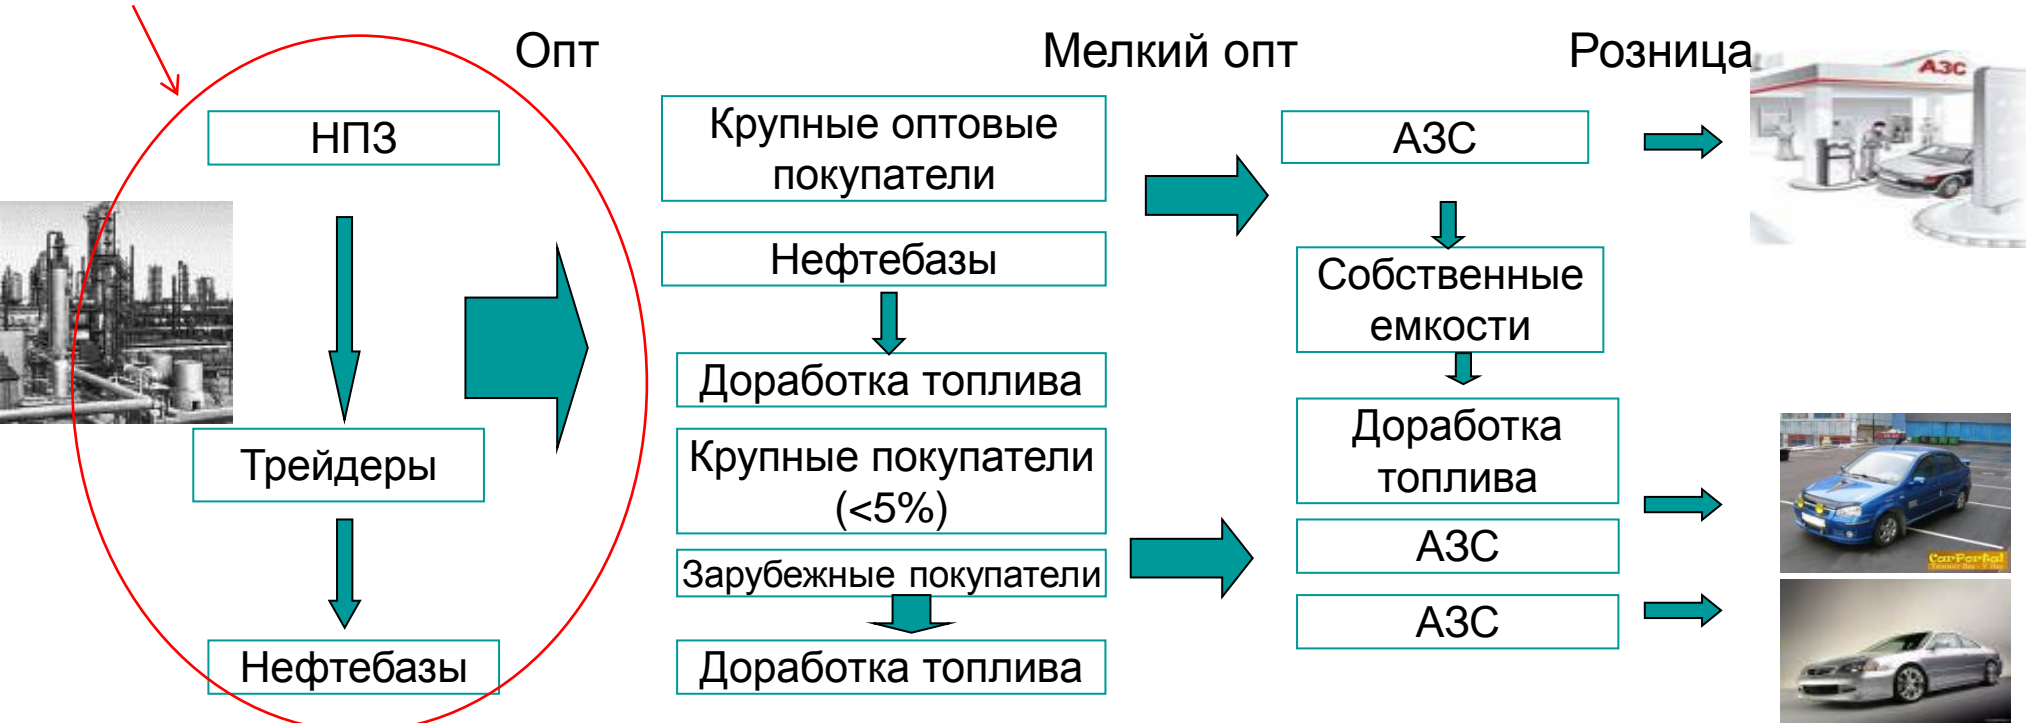 Опт
Мелкий опт
Розница
НПЗ
Трейдеры
Нефтебазы
Крупные оптовые
покупатели
Нефтебазы
Доработка топлива
Крупные покупатели
(<5%)
Зарубежные покупатели
Доработка топлива
АЗС
Собственные
емкости
Доработка
топлива
АЗС
АЗС
АЗС
CarPortal